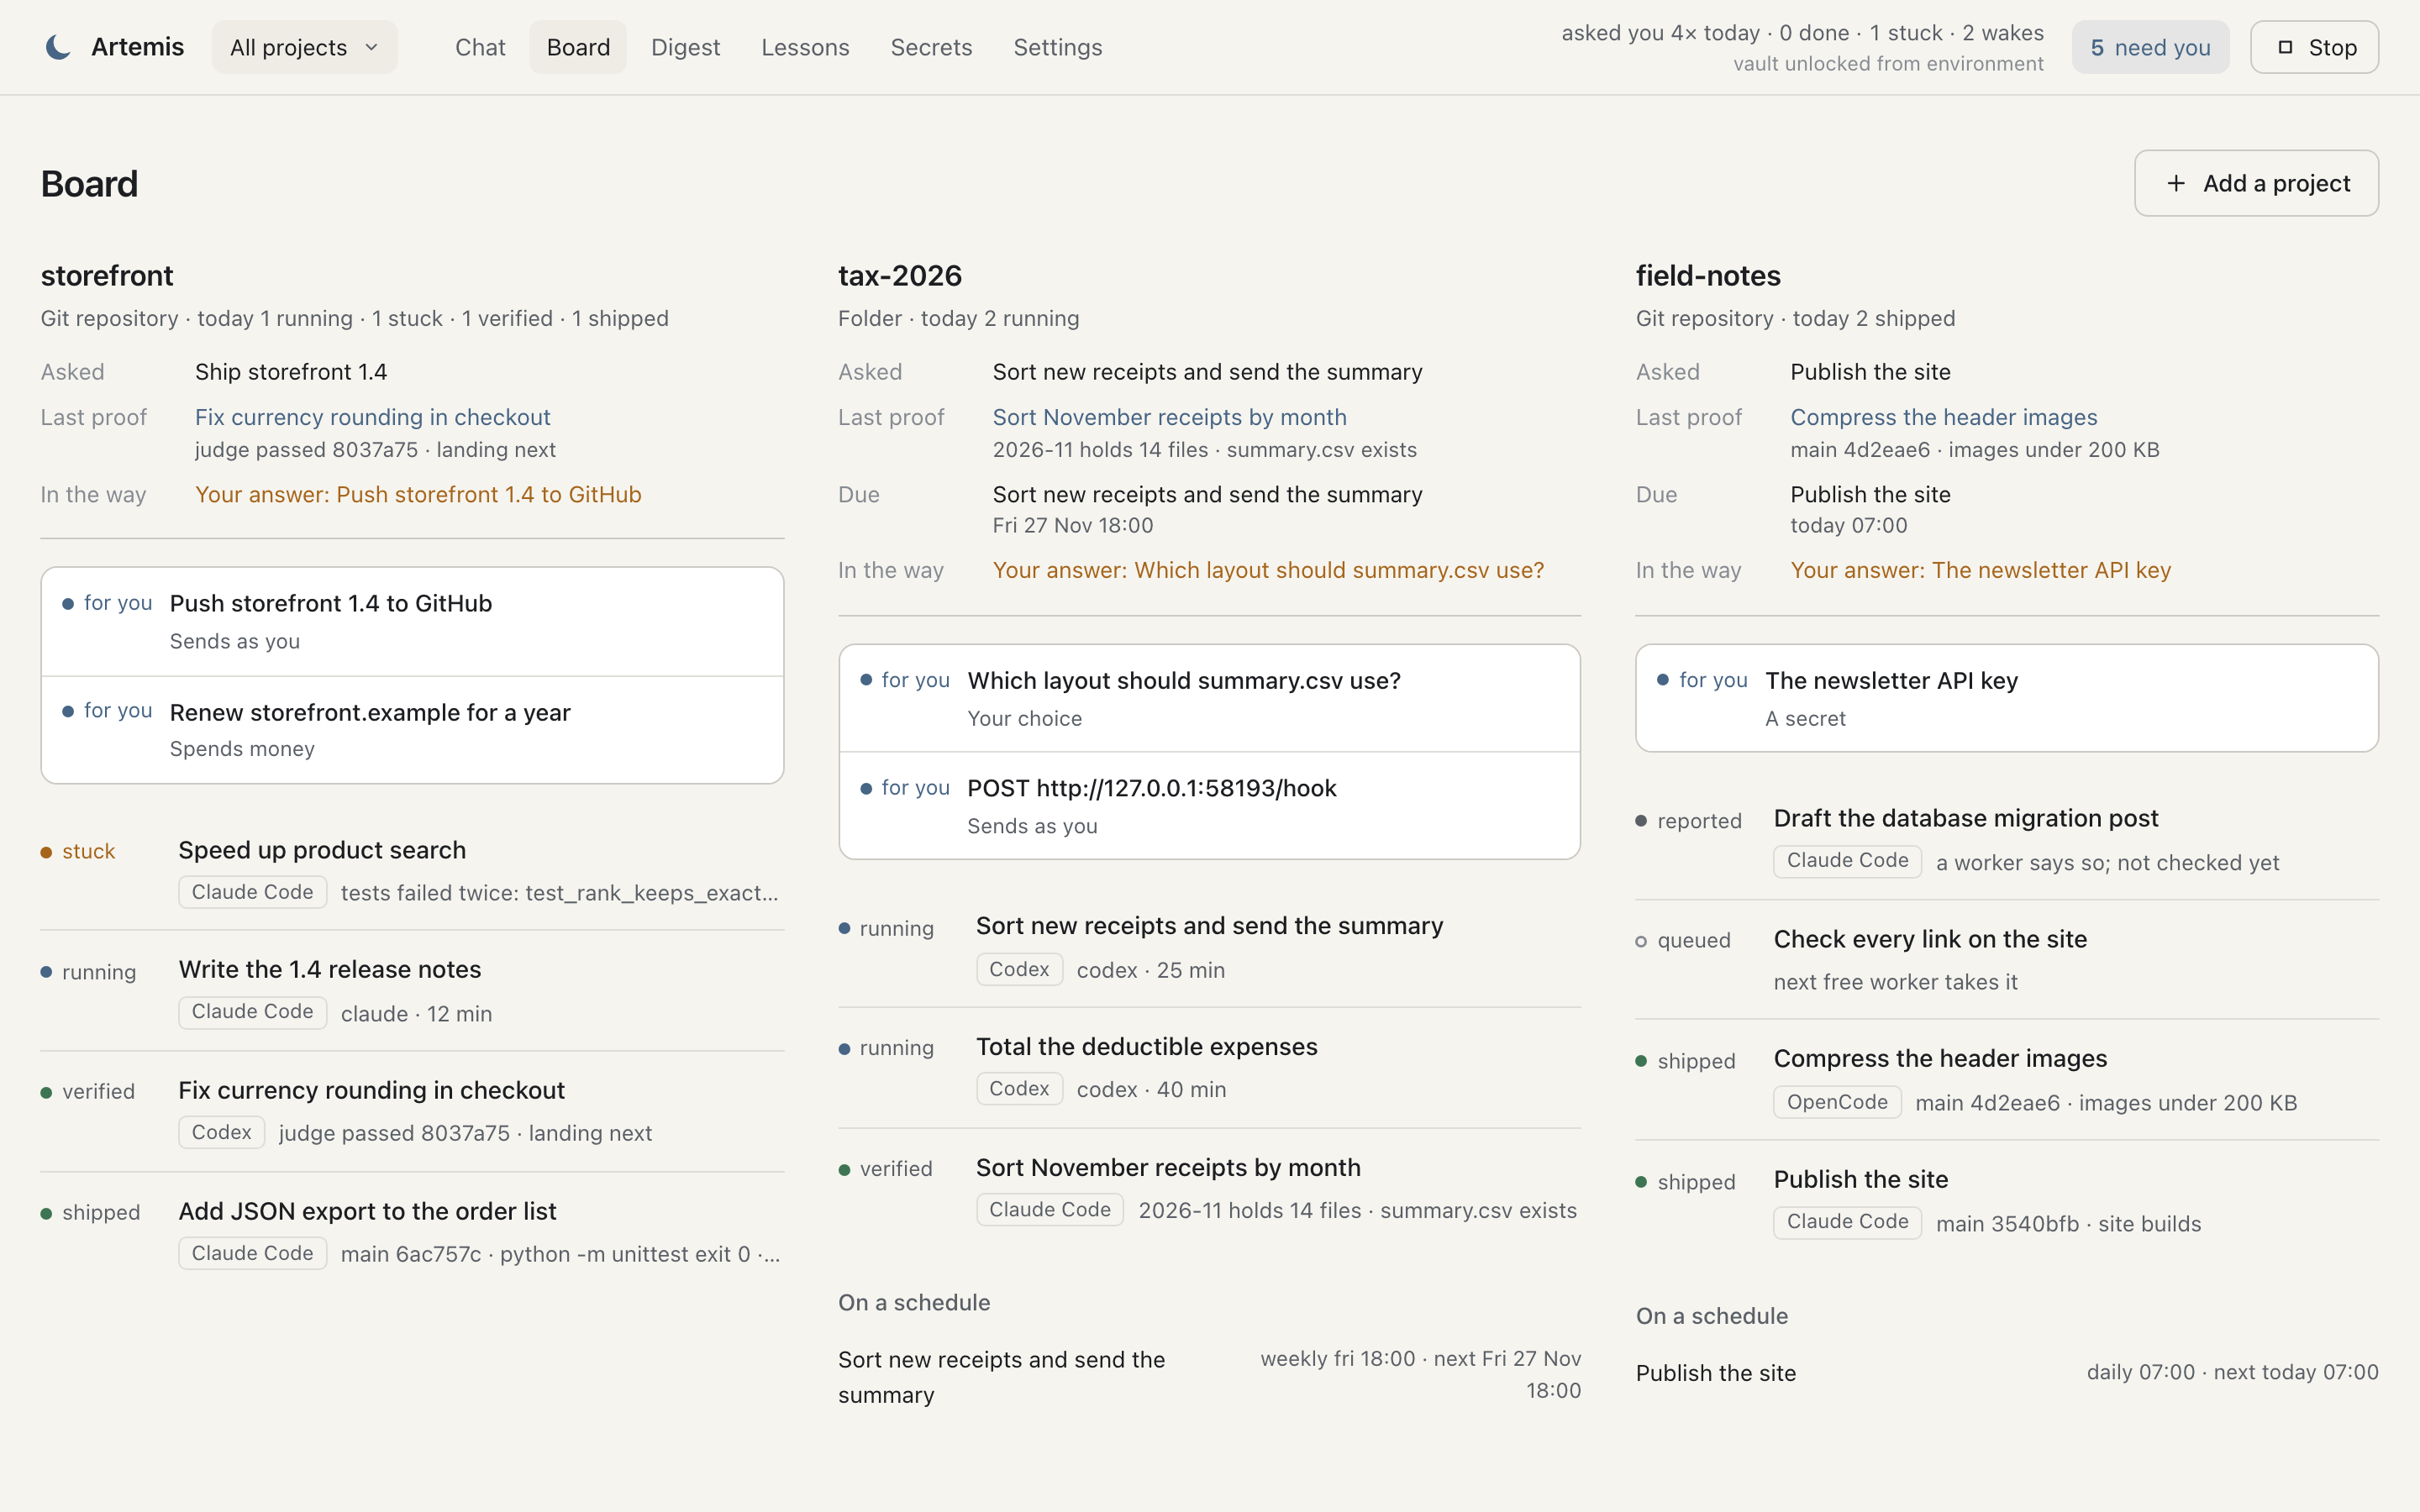 Artemis
All projects
Chat
Board
Digest
Lessons
Secrets
Settings
asked you 4× today · 0 done · 1 stuck · 2 wakes
vault unlocked from environment
5 need you
Stop
Board
Add a project
storefront
Git repository · today 1 running · 1 stuck · 1 verified · 1 shipped
Asked
Ship storefront 1.4
Last proof
Fix currency rounding in checkout
judge passed 8037a75 · landing next
In the way
Your answer: Push storefront 1.4 to GitHub
for you
Push storefront 1.4 to GitHub
Sends as you
for you
Renew storefront.example for a year
Spends money
stuck
Speed up product search
Claude Code
tests failed twice: test_rank_keeps_exact...
running
Write the 1.4 release notes
Claude Code
claude · 12 min
verified
Fix currency rounding in checkout
Codex
judge passed 8037a75 · landing next
shipped
Add JSON export to the order list
Claude Code
main 6ac757c · python -m unittest exit 0 ·...
tax-2026
Folder · today 2 running
Asked
Sort new receipts and send the summary
Last proof
Sort November receipts by month
2026-11 holds 14 files · summary.csv exists
Due
Sort new receipts and send the summary
Fri 27 Nov 18:00
In the way
Your answer: Which layout should summary.csv use?
for you
Which layout should summary.csv use?
Your choice
for you
POST http://127.0.0.1:58193/hook
Sends as you
running
Sort new receipts and send the summary
Codex
codex · 25 min
running
Total the deductible expenses
Codex
codex · 40 min
verified
Sort November receipts by month
Claude Code
2026-11 holds 14 files · summary.csv exists
On a schedule
Sort new receipts and send the
summary
weekly fri 18:00 · next Fri 27 Nov
18:00
field-notes
Git repository · today 2 shipped
Asked
Publish the site
Last proof
Compress the header images
main 4d2eae6 · images under 200 KB
Due
Publish the site
today 07:00
In the way
Your answer: The newsletter API key
for you
The newsletter API key
A secret
reported
Draft the database migration post
Claude Code
a worker says so; not checked yet
queued
Check every link on the site
next free worker takes it
shipped
Compress the header images
OpenCode
main 4d2eae6 · images under 200 KB
shipped
Publish the site
Claude Code
main 3540bfb · site builds
On a schedule
Publish the site
daily 07:00 · next today 07:00